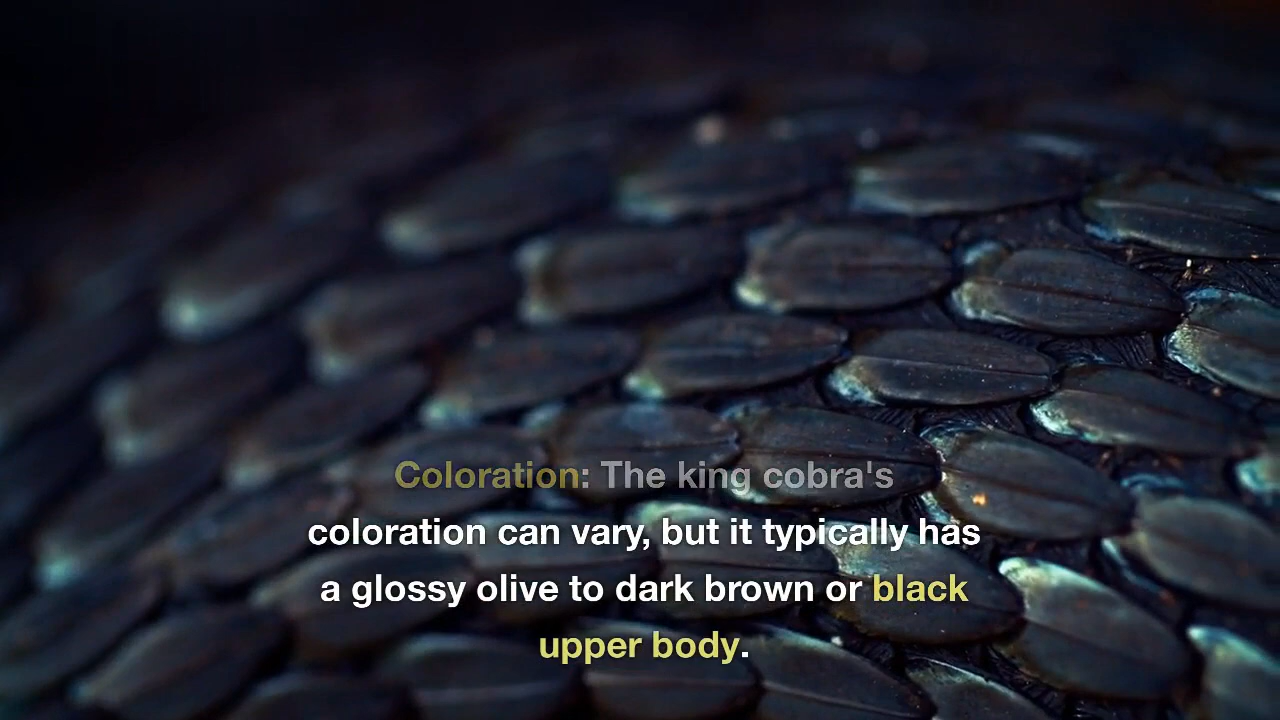 Coloration: The king cobra's
coloration can vary, but it typically has
a glossy olive to dark brown or black
upper body.